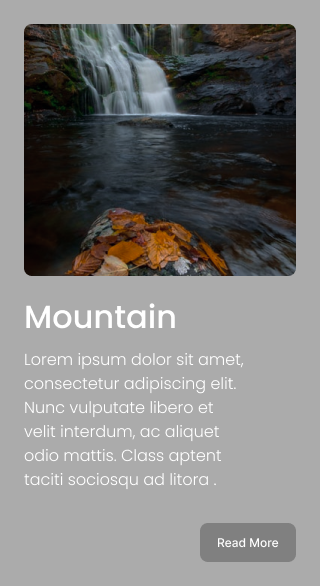 Mountain
Lorem ipsum dolor sit amet,
consectetur adipiscing elit.
Nunc vulputate libero et
velit interdum, ac aliquet
odio mattis. Class aptent
taciti sociosqu ad litora .
Read More